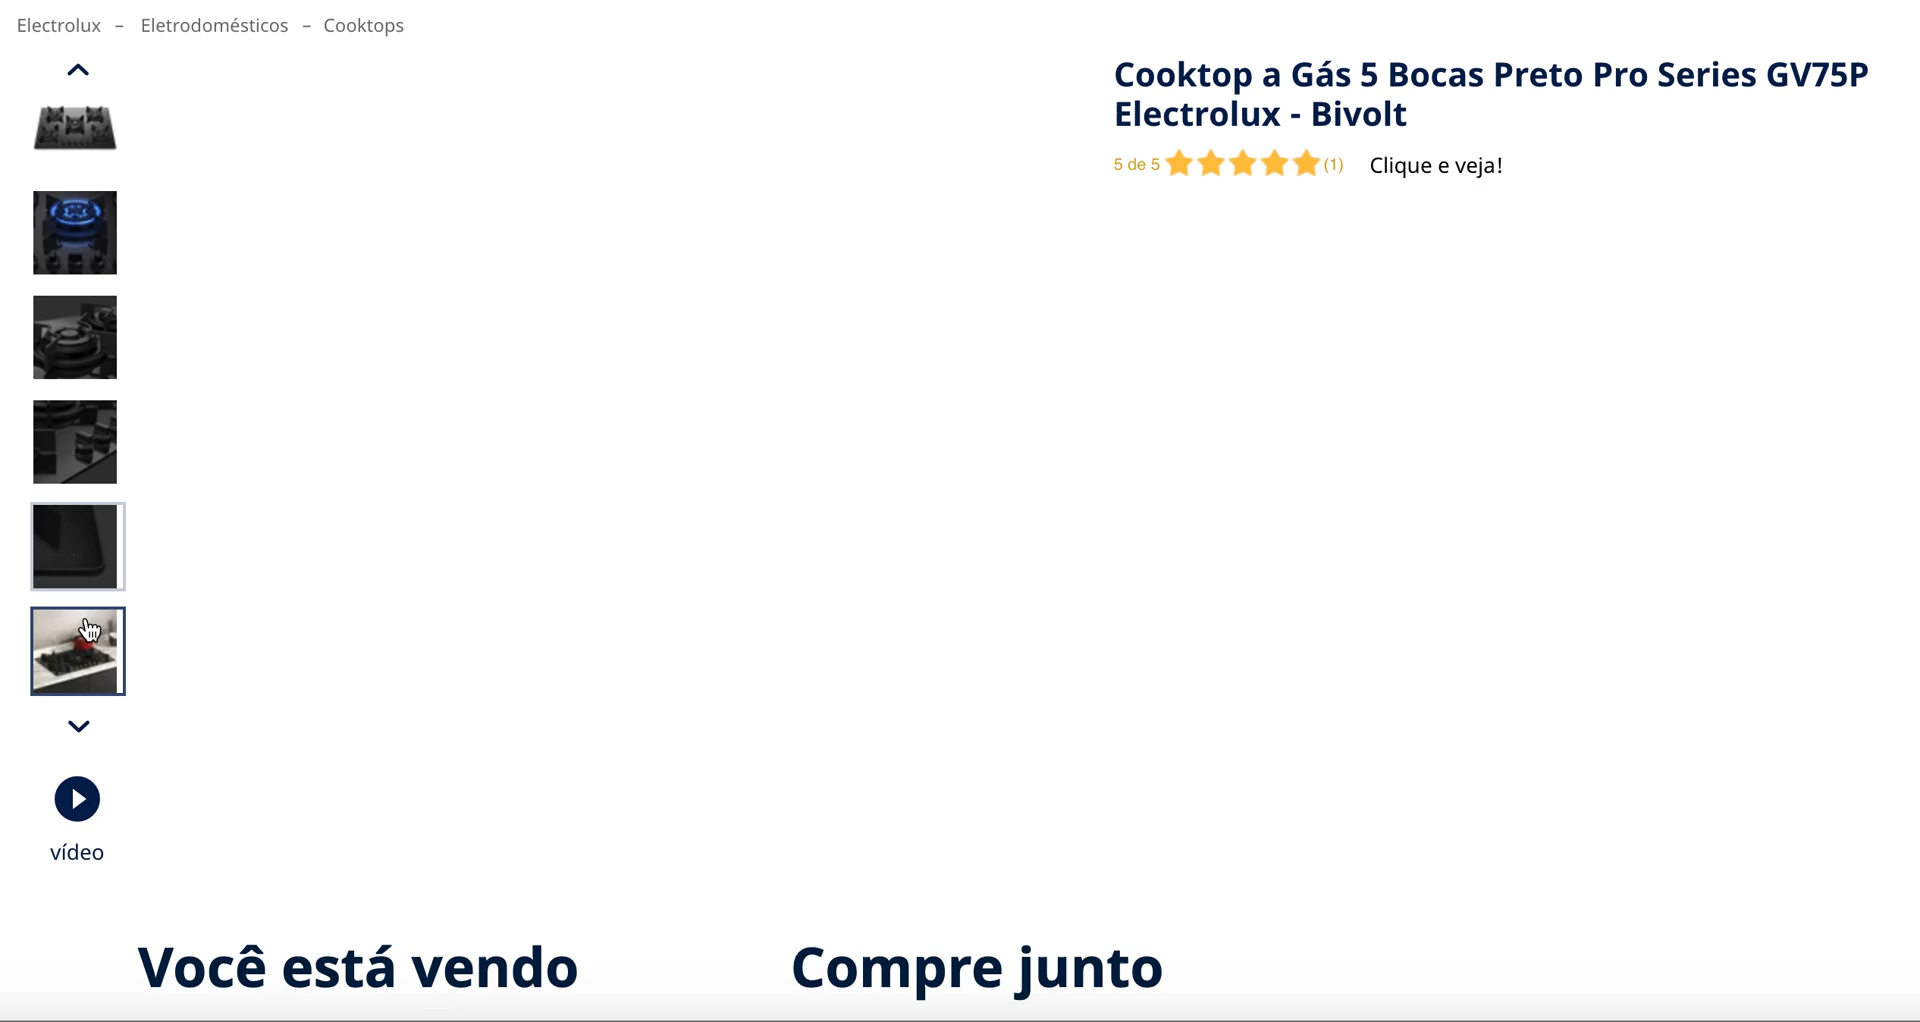 Electrolux – Eletrodomésticos – Cooktops
Cooktop a Gás 5 Bocas Preto Pro Series GV75P
Electrolux - Bivolt
5 de 5 (1) Clique e veja!
vídeo
Você está vendo
Compre junto